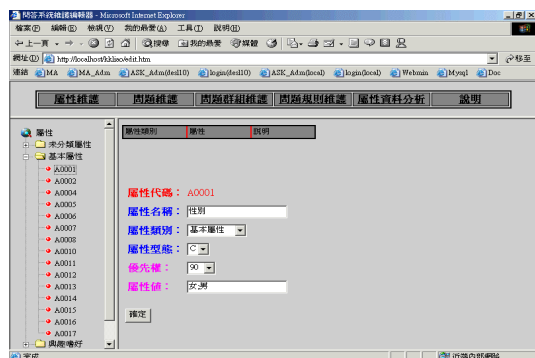 問答系統維護編輯器 - Microsoft Internet Explorer
檔案(F) 編輯(E) 檢視(V) 我的最愛(A) 工具(T) 說明(H)
上一頁 搜尋 我的最愛 媒體
網址(D) http://localhost/kkliao/edit.htm 移至
連結 MA MA_Adm AZK_Adm(desl10) login(desl10) AZK_Adm(local) login(local) Webmin Mysql Doc
屬性維護 問題維護 問題群組維護 問題規則維護 屬性資料分析 說明
屬性類別 屬性 說明
屬性
未分類屬性
基本屬性
A0001
A0002
A0004
A0005
A0006
A0007
A0008
A0010
A0011
A0012
A0013
A0014
A0015
A0016
A0017
興趣嗜好
屬性代碼： A0001
屬性名稱： 性別
屬性類別： 基本屬性
屬性型態： C
優先權： 90
屬性值： 女;男
確定
完成 近端內部網路